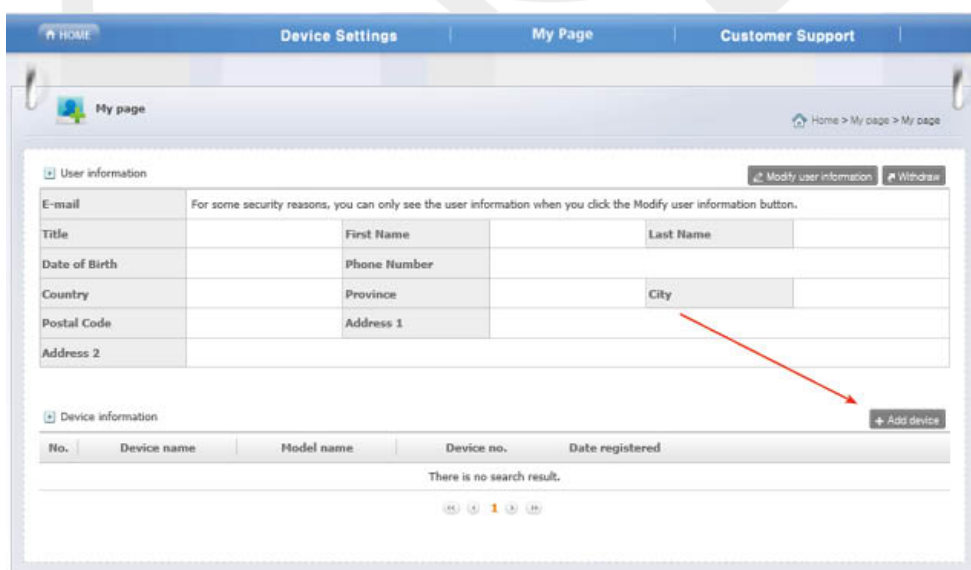 HOME Device Settings My Page Customer Support
My page
Home > My page > My page
User information
Modify user information Withdraw
E-mail For some security reasons, you can only see the user information when you click the Modify user information button.
Title First Name Last Name
Date of Birth Phone Number
Country Province City
Postal Code Address 1
Address 2
Device information
+ Add device
No. Device name Model name Device no. Date registered
There is no search result.
1